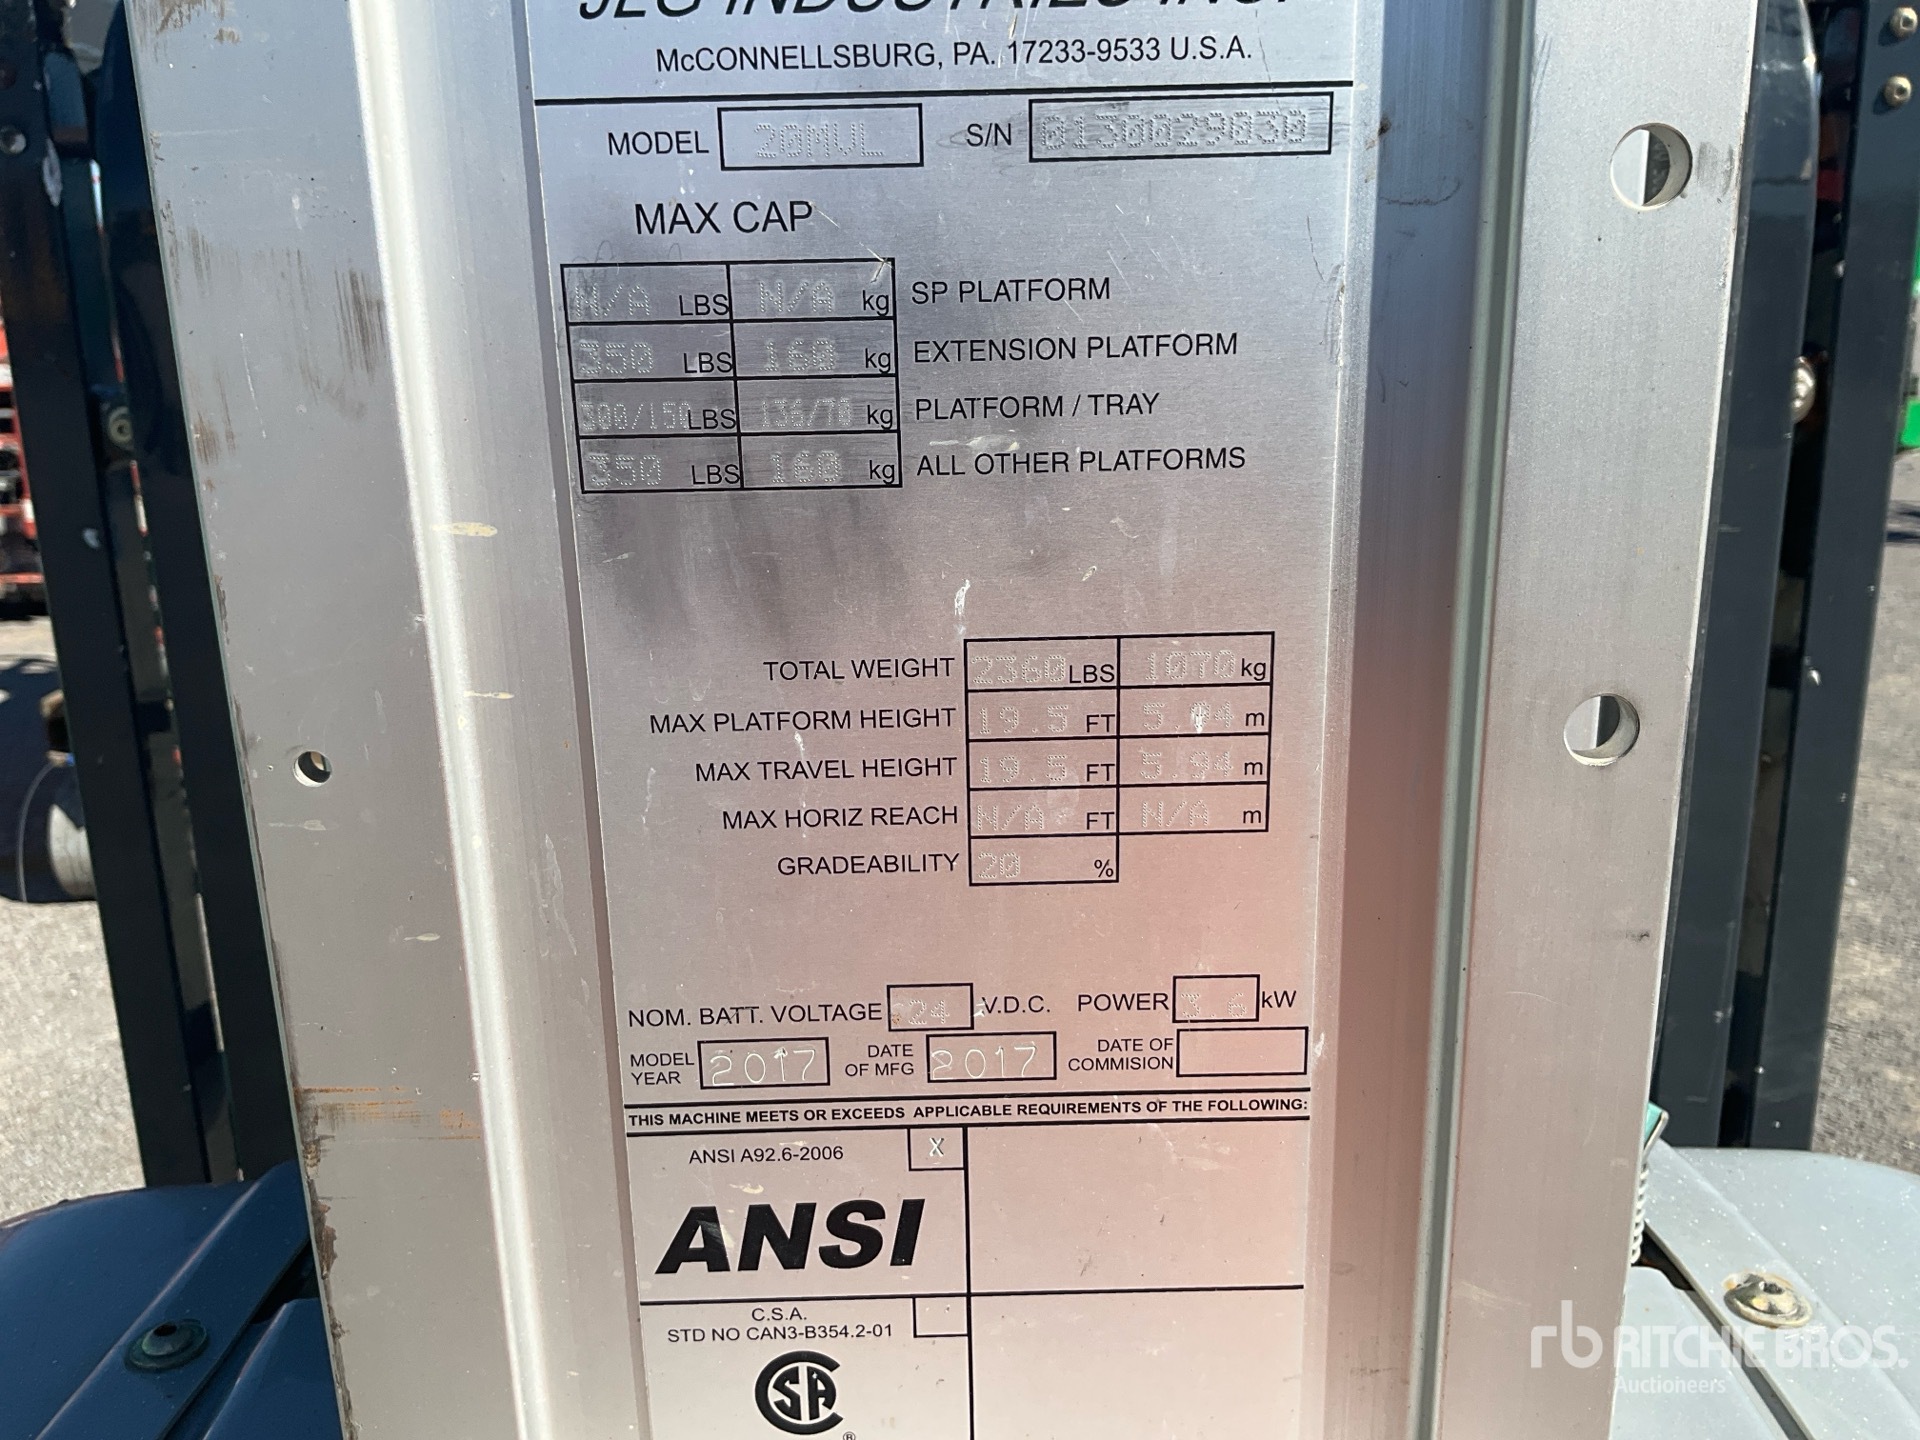 JLG INDUSTRIES INC.
McCONNELLSBURG, PA. 17233-9533 U.S.A.
MODEL 20MVL S/N 0130029030
MAX CAP
N/A LBS N/A kg SP PLATFORM
350 LBS 160 kg EXTENSION PLATFORM
300/150 LBS 136/70 kg PLATFORM / TRAY
350 LBS 160 kg ALL OTHER PLATFORMS
TOTAL WEIGHT 2360 LBS 1070 kg
MAX PLATFORM HEIGHT 19.5 FT 5.94 m
MAX TRAVEL HEIGHT 19.5 FT 5.94 m
MAX HORIZ REACH N/A FT N/A m
GRADEABILITY 20 %
NOM. BATT. VOLTAGE 24 V.D.C. POWER 3.6 kW
MODEL YEAR 2017 DATE OF MFG 2017 DATE OF COMMISION
THIS MACHINE MEETS OR EXCEEDS APPLICABLE REQUIREMENTS OF THE FOLLOWING:
ANSI A92.6-2006 X
ANSI
C.S.A.
STD NO CAN3-B354.2-01
CSA ®
rb RITCHIE BROS.
Auctioneers